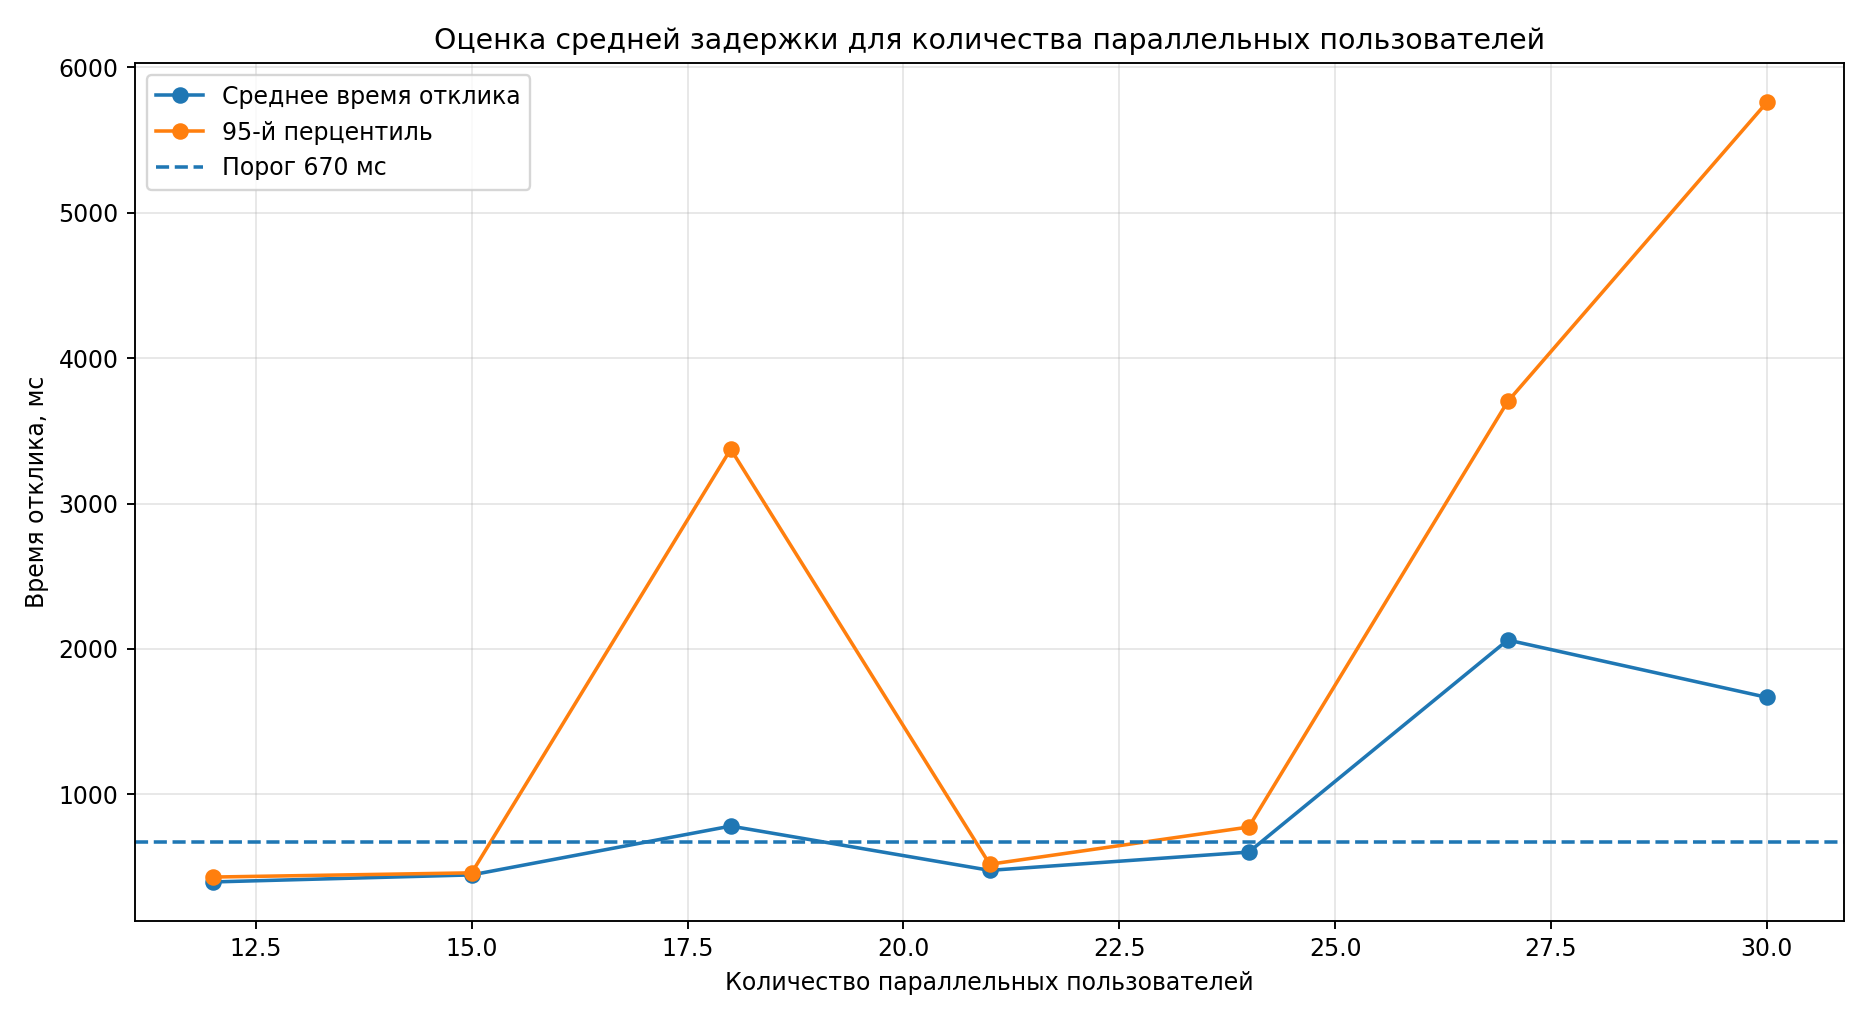 Оценка средней задержки для количества параллельных пользователей
Среднее время отклика
95-й перцентиль
Порог 670 мс
6000
5000
4000
3000
2000
1000
Время отклика, мс
12.5 15.0 17.5 20.0 22.5 25.0 27.5 30.0
Количество параллельных пользователей